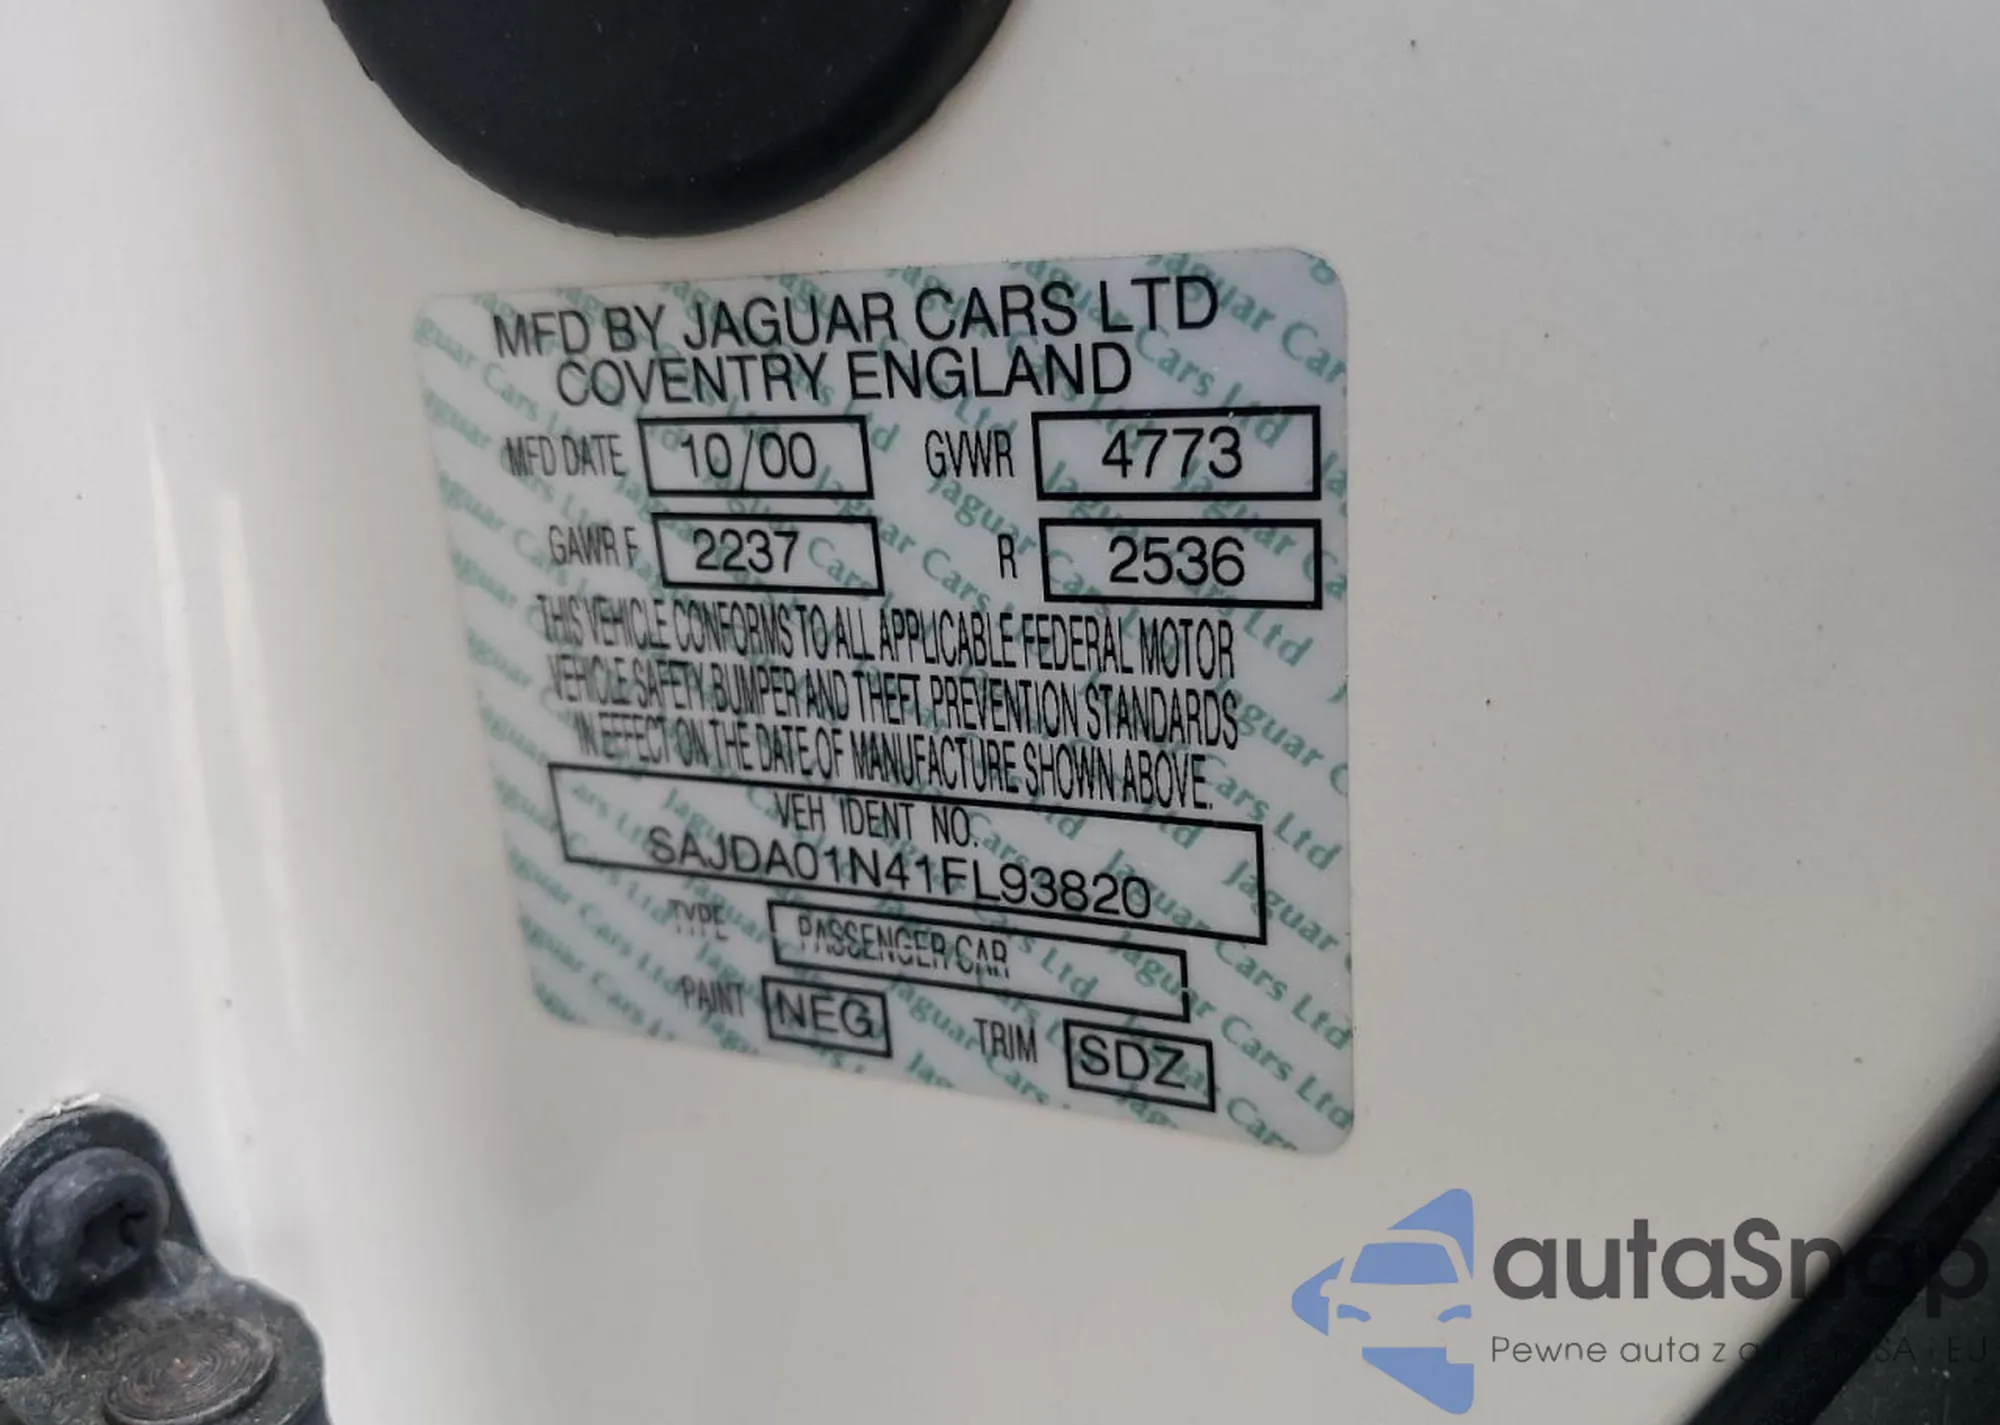 MFD BY JAGUAR CARS LTD
COVENTRY ENGLAND
MFD DATE 10/00 GVWR 4773
GAWR F 2237 R 2536
THIS VEHICLE CONFORMS TO ALL APPLICABLE FEDERAL MOTOR
VEHICLE SAFETY, BUMPER AND THEFT PREVENTION STANDARDS
IN EFFECT ON THE DATE OF MANUFACTURE SHOWN ABOVE.
VEH IDENT NO.
SAJDA01N41FL93820
TYPE PASSENGER CAR
PAINT NEG TRIM SDZ
autaSnap
Pewne auta z
EU